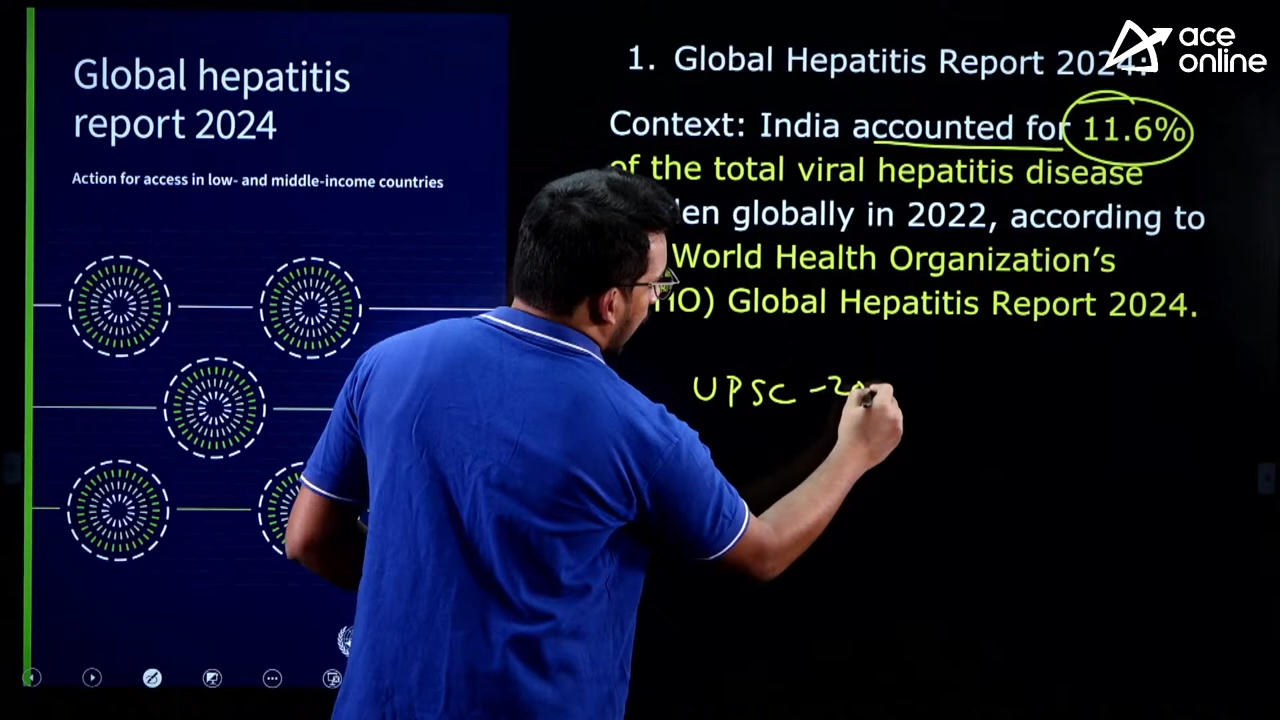 Global hepatitis
report 2024
Action for access in low- and middle-income countries
ace
online
1. Global Hepatitis Report 2024:
Context: India accounted for 11.6%
of the total viral hepatitis disease
globally in 2022, according to
World Health Organization's
Global Hepatitis Report 2024.
UPSC -20